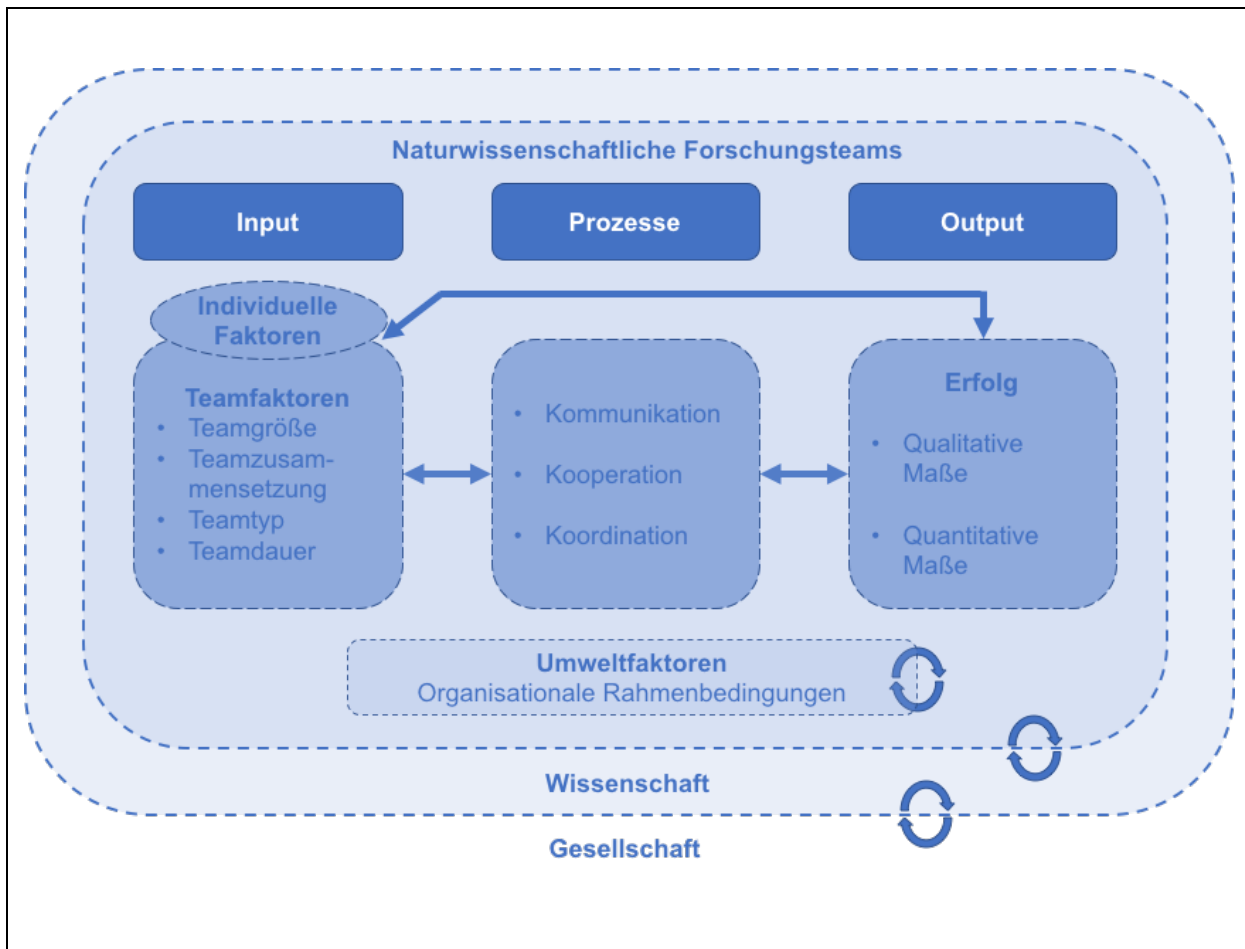 Naturwissenschaftliche Forschungsteams
Input
Prozesse
Output
Individuelle
Faktoren
Teamfaktoren
• Teamgröße
• Teamzusam-
mensetzung
• Teamtyp
• Teamdauer
• Kommunikation
• Kooperation
• Koordination
Erfolg
• Qualitative
Maße
• Quantitative
Maße
Umweltfaktoren
Organisationale Rahmenbedingungen
Wissenschaft
Gesellschaft